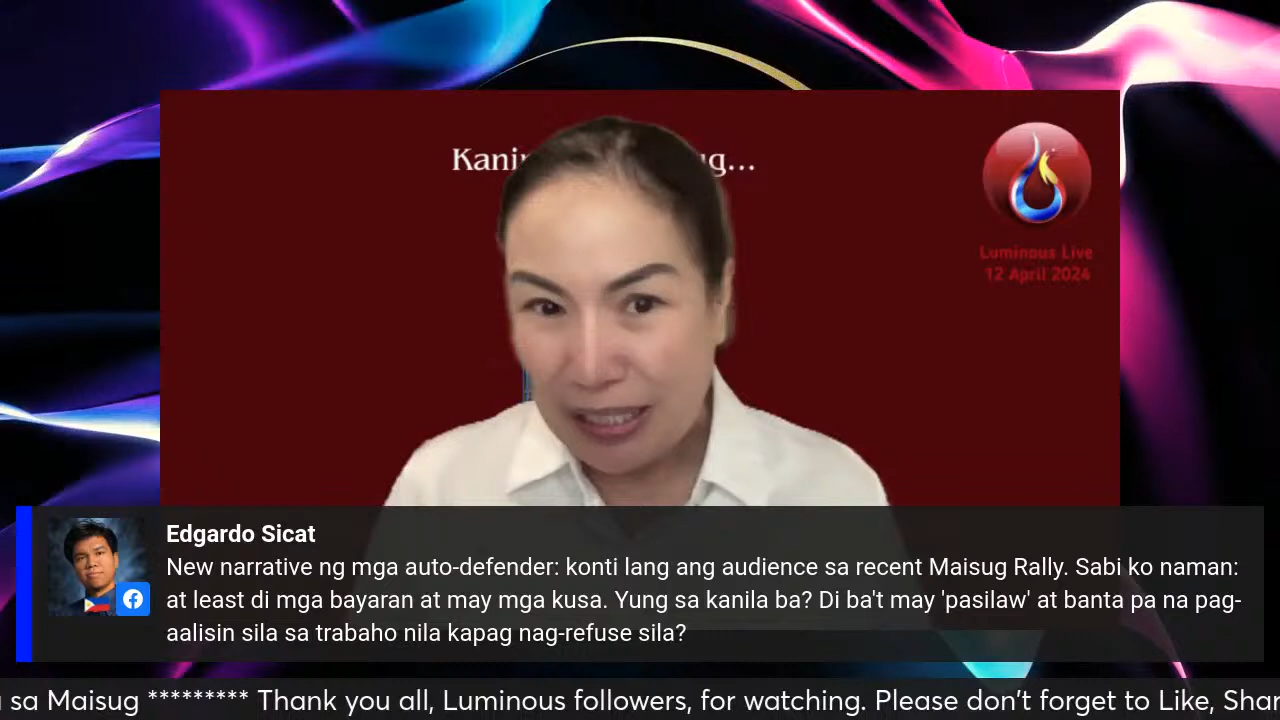 Luminous Live
12 April 2024
Edgardo Sicat
New narrative ng mga auto-defender: konti lang ang audience sa recent Maisug Rally. Sabi ko naman:
at least di mga bayaran at may mga kusa. Yung sa kanila ba? Di ba't may 'pasilaw' at banta pa na pag-
aalisin sila sa trabaho nila kapag nag-refuse sila?
sa Maisug ********* Thank you all, Luminous followers, for watching. Please don't forget to Like,